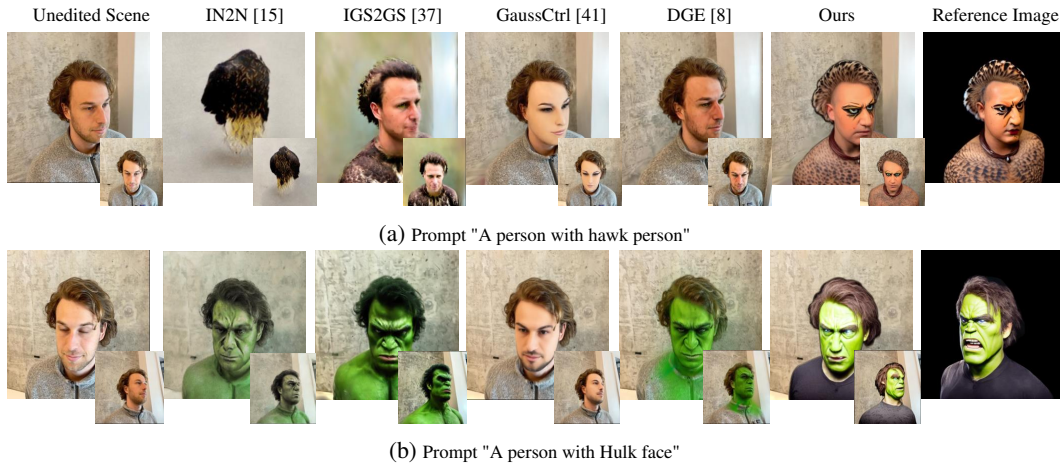 Unedited Scene IN2N [15] IGS2GS [37] GaussCtrl [41] DGE [8] Ours Reference Image
(a) Prompt "A person with hawk person"
(b) Prompt "A person with Hulk face"